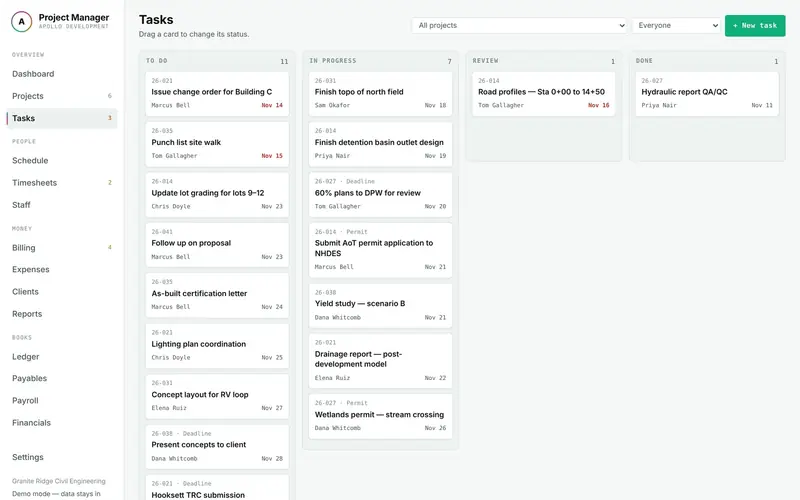 A
Project Manager
APOLLO DEVELOPMENT
OVERVIEW
Dashboard
Projects 6
Tasks 3
PEOPLE
Schedule
Timesheets 2
Staff
MONEY
Billing 4
Expenses
Clients
Reports
BOOKS
Ledger
Payables
Payroll
Financials
Settings
Granite Ridge Civil Engineering
Demo mode — data stays in
Tasks
Drag a card to change its status.
All projects
Everyone
+ New task
TO DO 11
26-021
Issue change order for Building C
Marcus Bell Nov 14
26-035
Punch list site walk
Tom Gallagher Nov 15
26-014
Update lot grading for lots 9–12
Chris Doyle Nov 23
26-041
Follow up on proposal
Marcus Bell Nov 23
26-035
As-built certification letter
Marcus Bell Nov 24
26-021
Lighting plan coordination
Chris Doyle Nov 25
26-031
Concept layout for RV loop
Elena Ruiz Nov 27
26-038 · Deadline
Present concepts to client
Dana Whitcomb Nov 28
26-021 · Deadline
Hooksett TRC submission
IN PROGRESS 7
26-031
Finish topo of north field
Sam Okafor Nov 18
26-014
Finish detention basin outlet design
Priya Nair Nov 19
26-027 · Deadline
60% plans to DPW for review
Tom Gallagher Nov 20
26-014 · Permit
Submit AoT permit application to
NHDES
Marcus Bell Nov 21
26-038
Yield study — scenario B
Dana Whitcomb Nov 21
26-021
Drainage report — post-
development model
Elena Ruiz Nov 22
26-027 · Permit
Wetlands permit — stream crossing
Dana Whitcomb Nov 26
REVIEW 1
26-014
Road profiles — Sta 0+00 to 14+50
Tom Gallagher Nov 16
DONE 1
26-027
Hydraulic report QA/QC
Priya Nair Nov 11